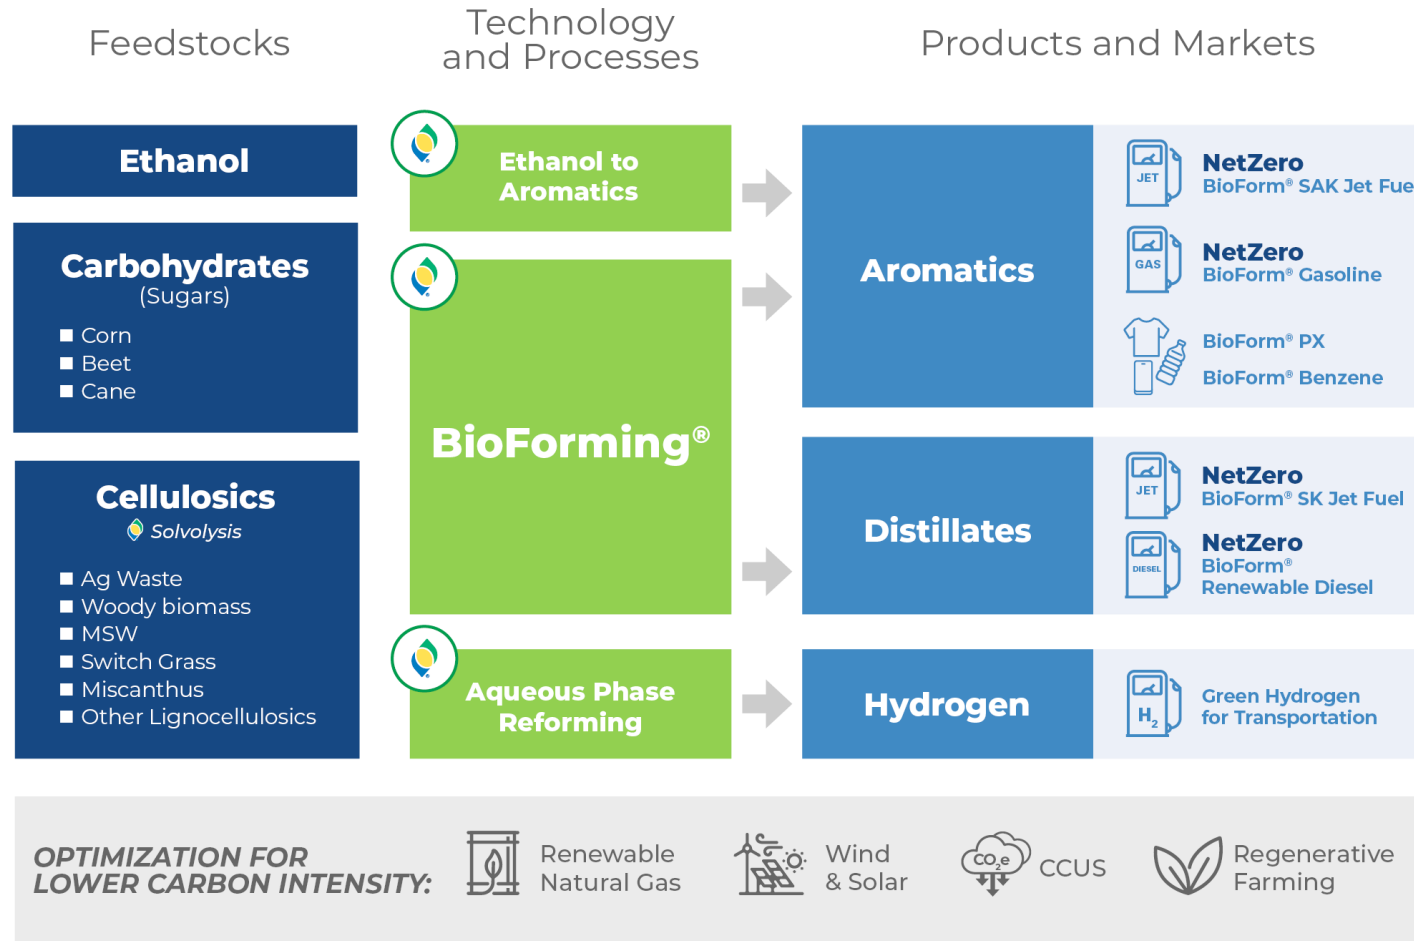 Feedstocks
Technology
and Processes
Products and Markets
Ethanol
Carbohydrates
(Sugars)
Corn
Beet
Cane
Cellulosics
Solvolysis
Ag Waste
Woody biomass
MSW
Switch Grass
Miscanthus
Other Lignocellulosics
Ethanol to
Aromatics
BioForming®
Aqueous Phase
Reforming
Aromatics
JET
NetZero
BioForm® SAK Jet Fue
GAS
NetZero
BioForm® Gasoline
BioForm® PX
BioForm® Benzene
Distillates
JET
NetZero
BioForm® SK Jet Fuel
DIESEL
NetZero
BioForm®
Renewable Diesel
Hydrogen
H2
Green Hydrogen
for Transportation
OPTIMIZATION FOR
LOWER CARBON INTENSITY:
Renewable
Natural Gas
Wind
& Solar
CO2e
CCUS
Regenerative
Farming